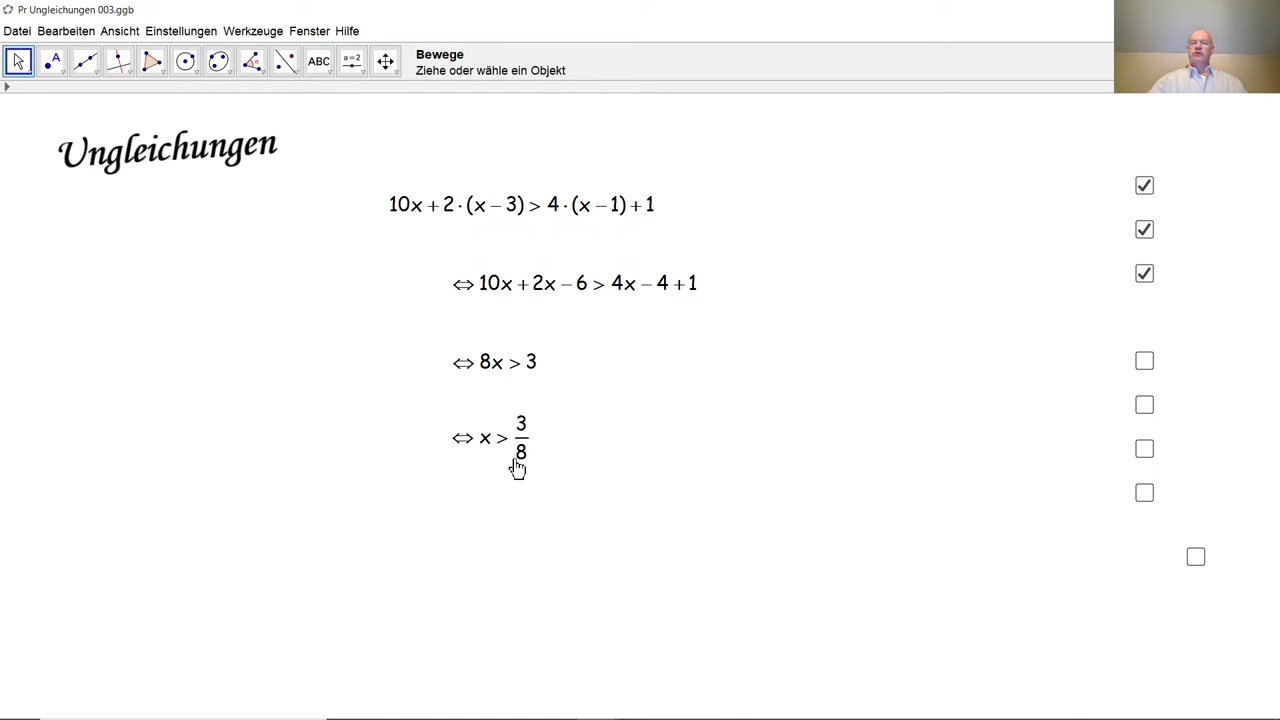 Pr Ungleichungen 003.ggb
Datei Bearbeiten Ansicht Einstellungen Werkzeuge Fenster Hilfe
A
α
ABC
a=2
Bewege
Ziehe oder wähle ein Objekt
Ungleichungen
10x + 2 · (x − 3) > 4 · (x − 1) + 1
⇔ 10x + 2x − 6 > 4x − 4 + 1
⇔ 8x > 3
⇔ x > 3/8